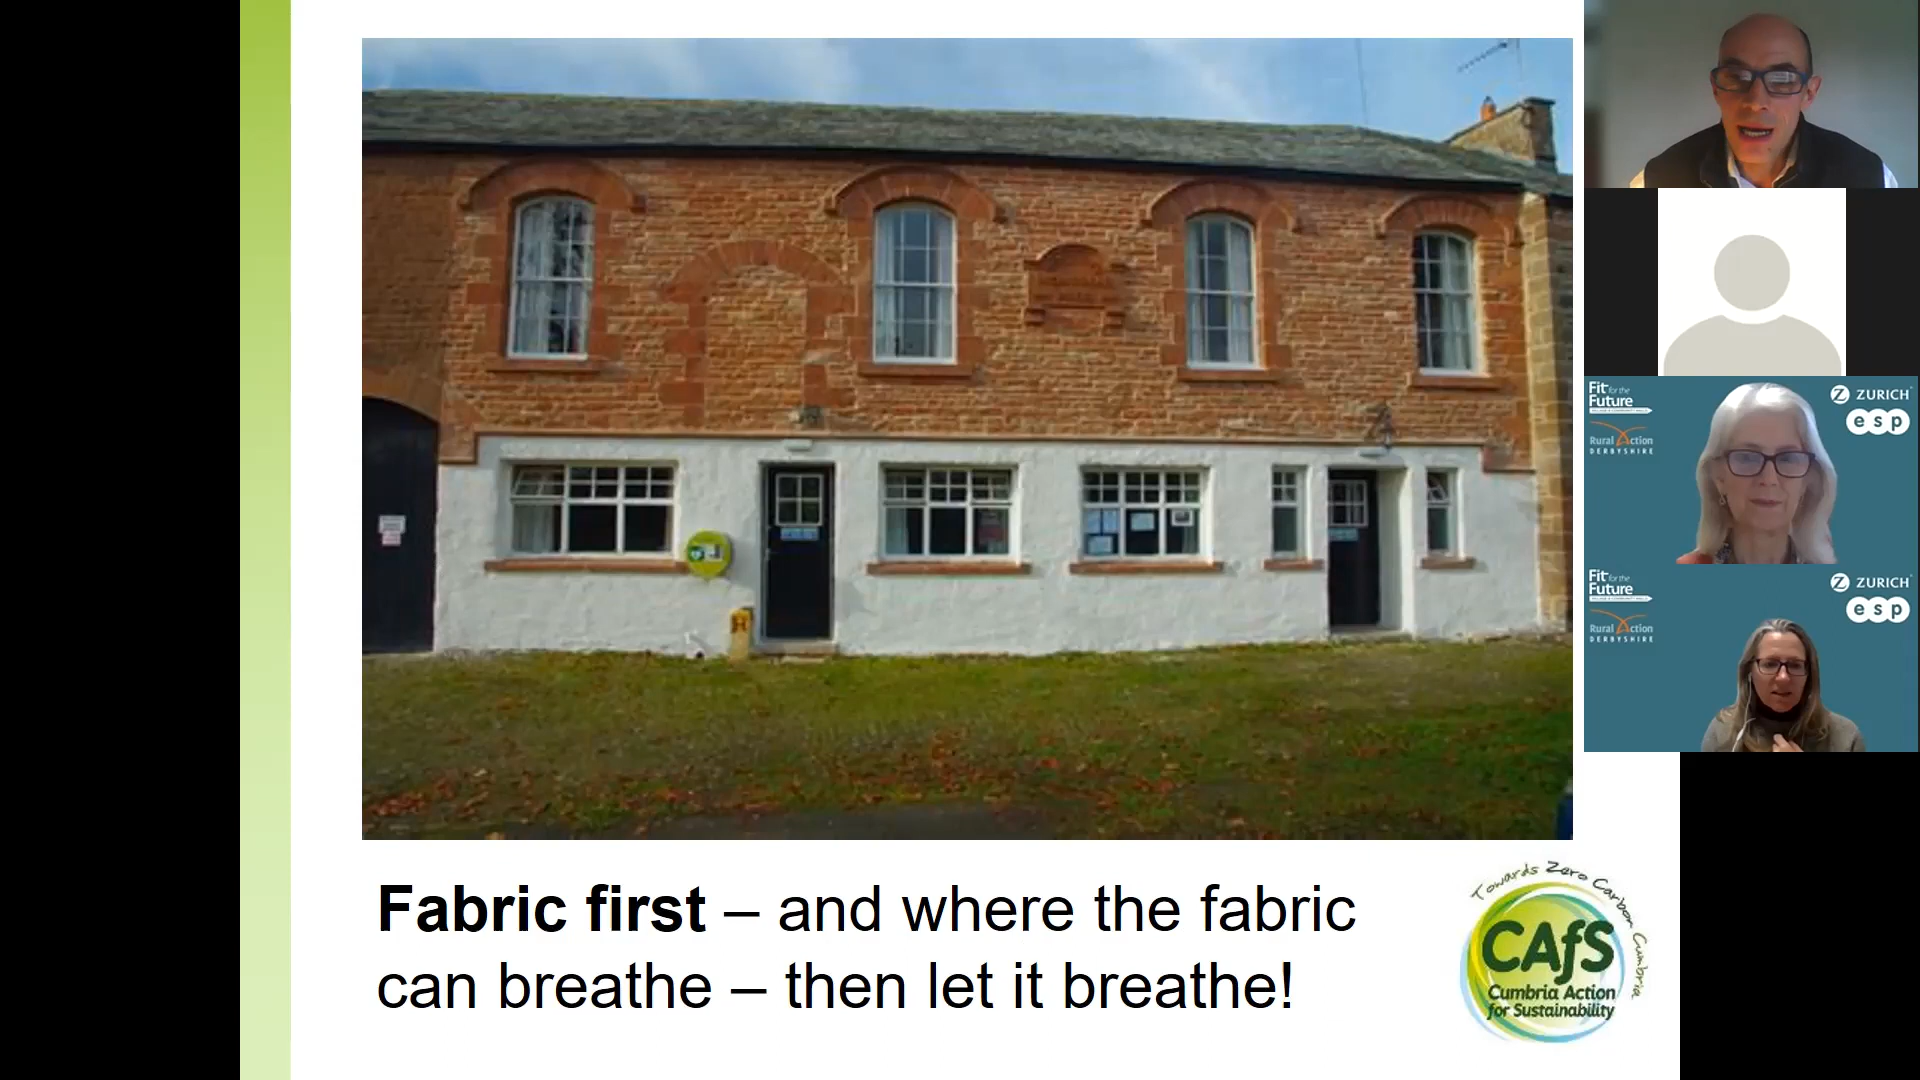 Fabric first – and where the fabric
can breathe – then let it breathe!
Towards Zero Carbon Cumbria
CAfS
Cumbria Action
for Sustainability
Fit for the
Future
Rural Action
DERBYSHIRE
ZURICH
esp
Fit for the
Future
Rural Action
DERBYSHIRE
ZURICH
esp